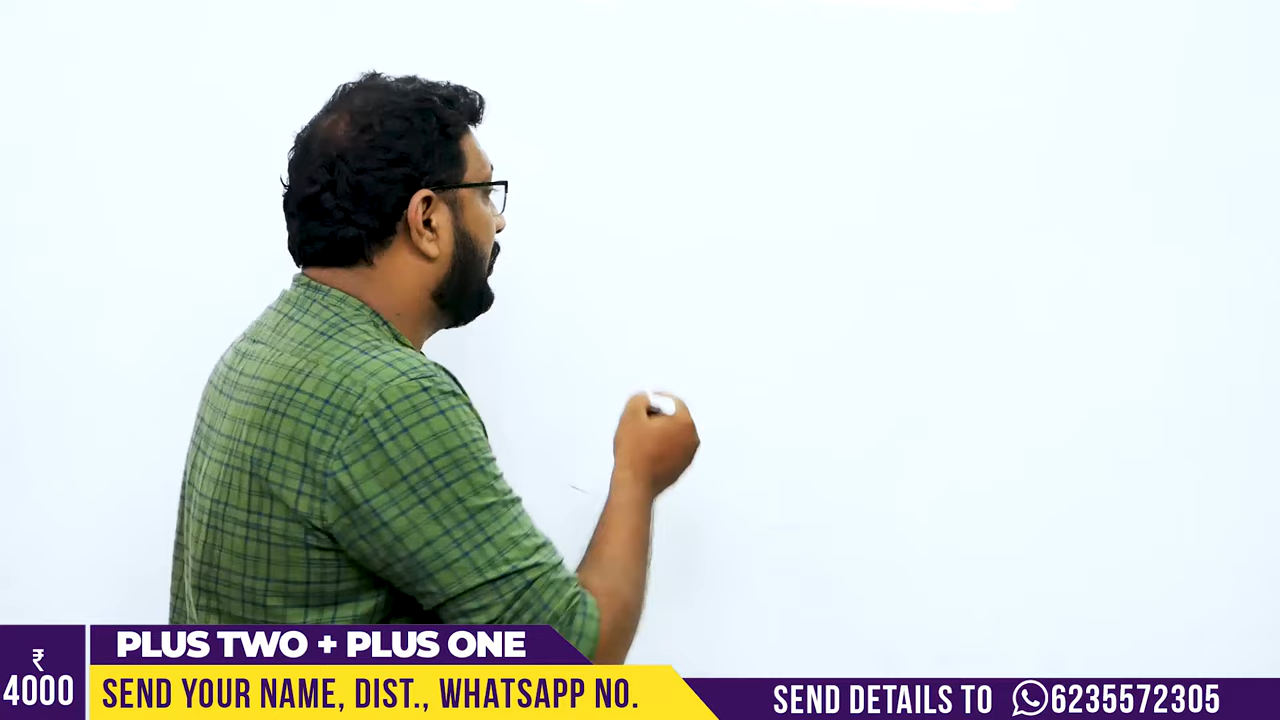 ₹
4000
PLUS TWO + PLUS ONE
SEND YOUR NAME, DIST., WHATSAPP NO.
SEND DETAILS TO 6235572305